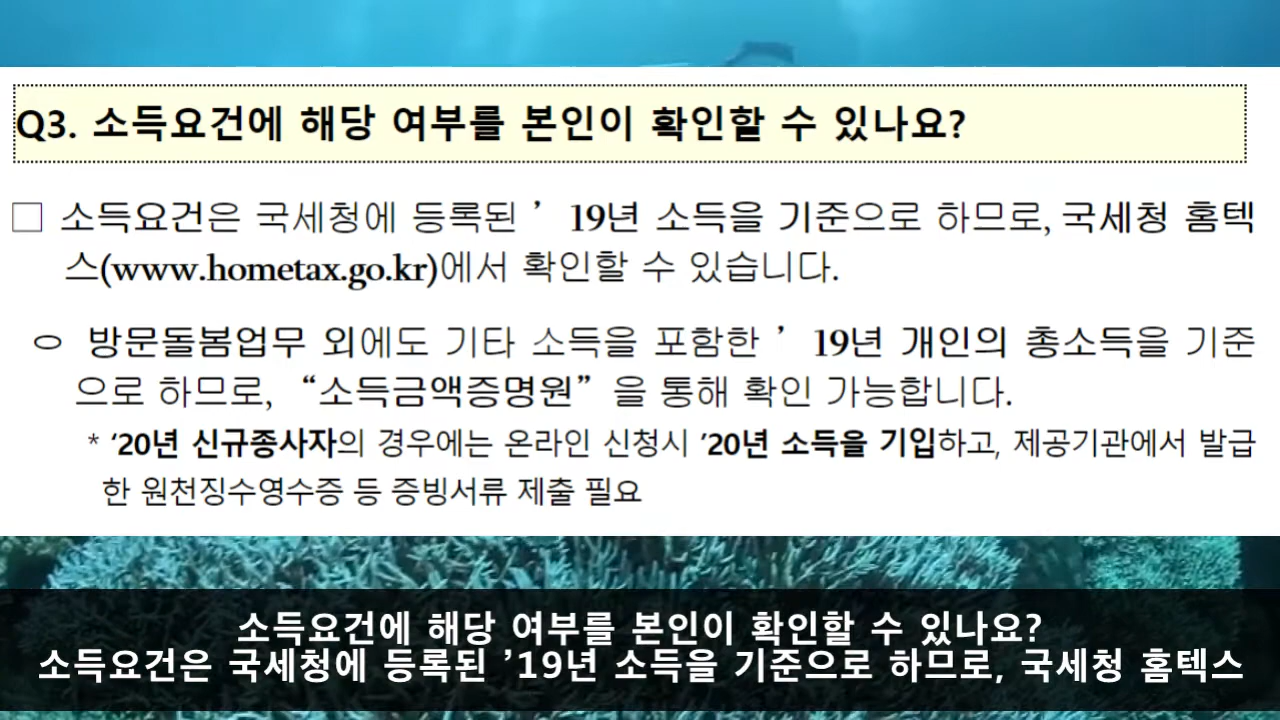 Q3. 소득요건에 해당 여부를 본인이 확인할 수 있나요?
□ 소득요건은 국세청에 등록된 ’ 19년 소득을 기준으로 하므로, 국세청 홈텍
스(www.hometax.go.kr)에서 확인할 수 있습니다.
ㅇ 방문돌봄업무 외에도 기타 소득을 포함한 ’ 19년 개인의 총소득을 기준
으로 하므로, “소득금액증명원” 을 통해 확인 가능합니다.
* ‘20년 신규종사자의 경우에는 온라인 신청시 ’20년 소득을 기입하고, 제공기관에서 발급
한 원천징수영수증 등 증빙서류 제출 필요
소득요건에 해당 여부를 본인이 확인할 수 있나요?
소득요건은 국세청에 등록된 ’19년 소득을 기준으로 하므로, 국세청 홈텍스